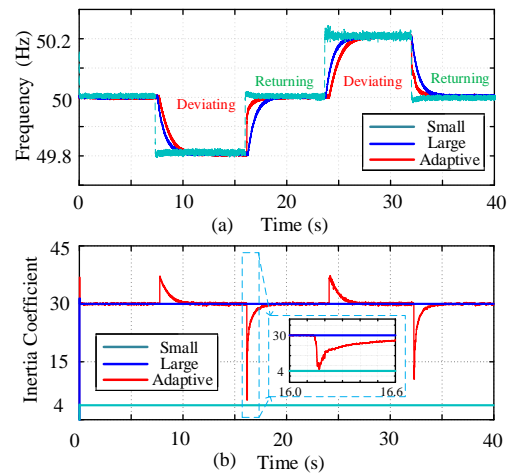 Frequency (Hz)
50.2
50
49.8
Deviating
Returning
Deviating
Returning
Small
Large
Adaptive
0
10
20
30
40
(a)
Time (s)
Inertia Coefficient
45
30
15
4
Small
Large
Adaptive
30
4
16.0
16.6
0
10
20
30
40
(b)
Time (s)